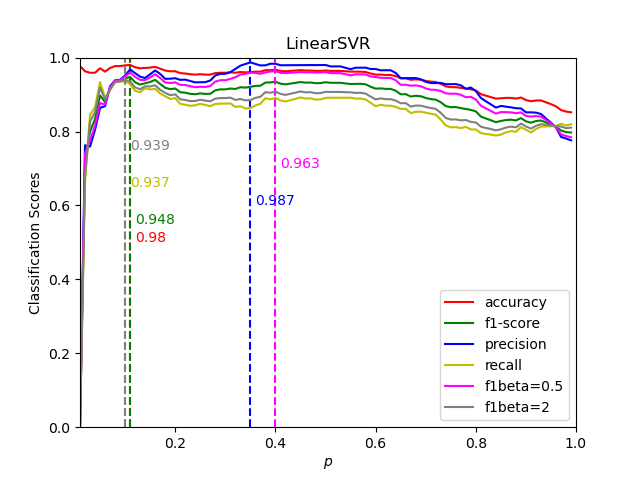 LinearSVR
Classification Scores
1.0
0.8
0.6
0.4
0.2
0.0
0.939
0.937
0.948
0.98
0.987
0.963
accuracy
f1-score
precision
recall
f1beta=0.5
f1beta=2
0.2
0.4
0.6
0.8
1.0
p